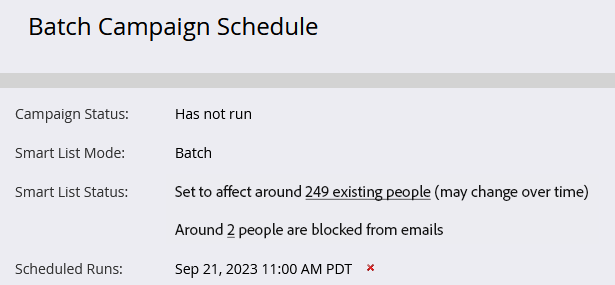 Batch Campaign Schedule
Campaign Status: Has not run
Smart List Mode: Batch
Smart List Status: Set to affect around 249 existing people (may change over time)
Around 2 people are blocked from emails
Scheduled Runs: Sep 21, 2023 11:00 AM PDT